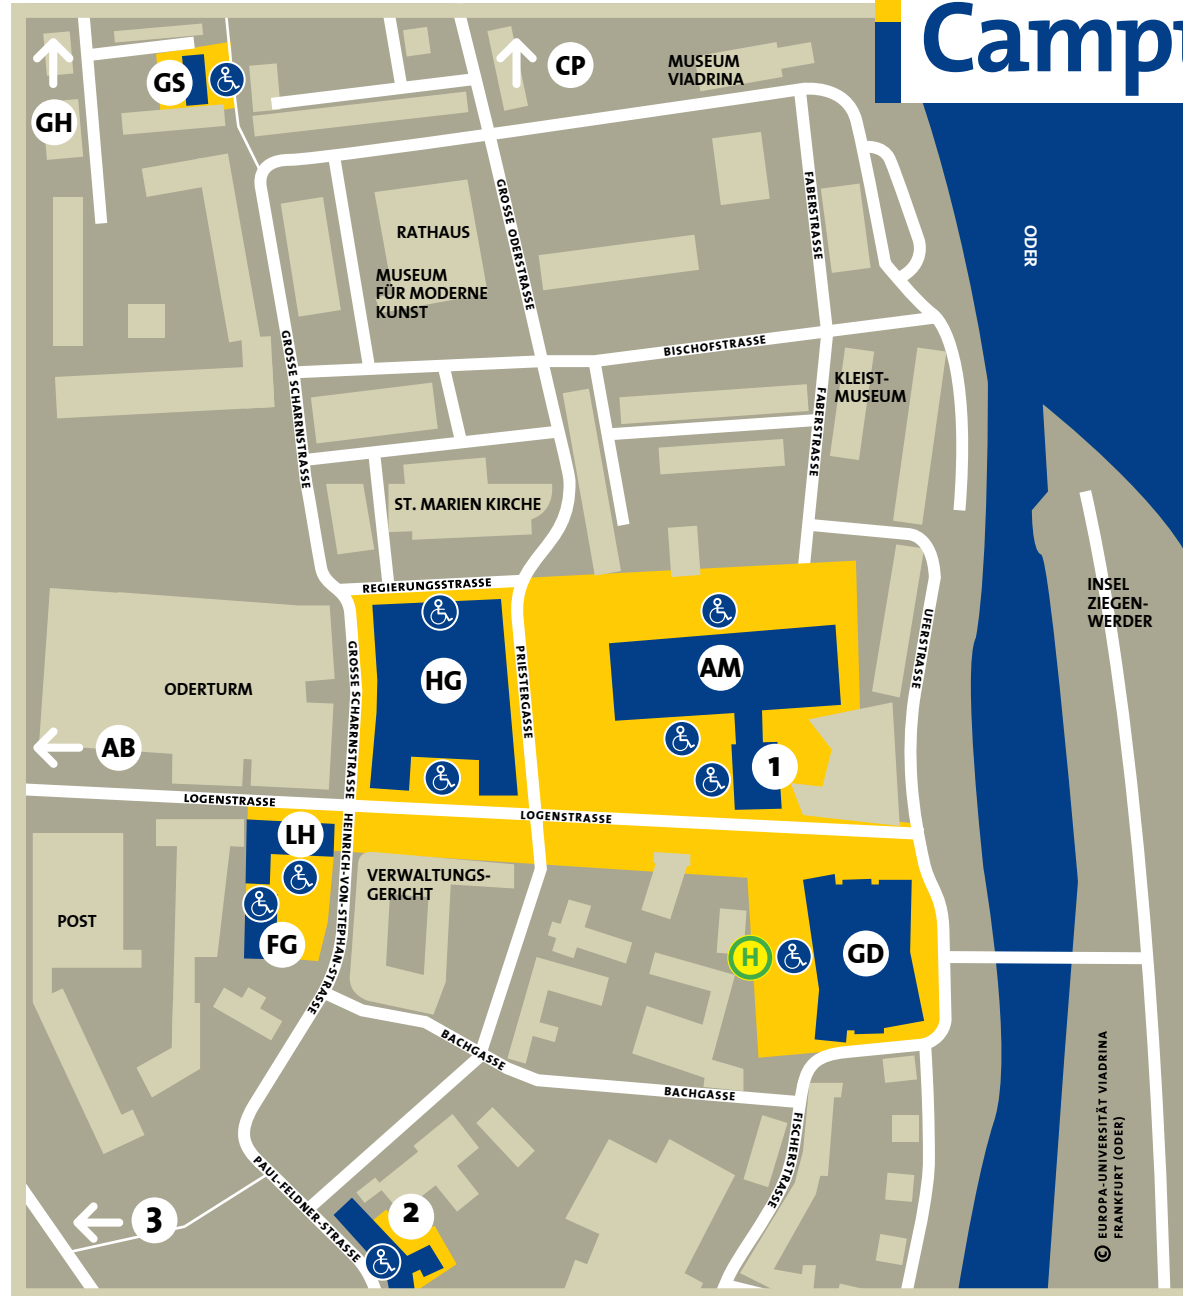 Camp
GS
GH
CP
MUSEUM
VIADRINA
RATHAUS
MUSEUM
FÜR MODERNE
KUNST
GROSSE ODERSTRASSE
FABERSTRASSE
ODER
GROSSE SCHARRNSTRASSE
BISCHOFSTRASSE
KLEIST-
MUSEUM
FABERSTRASSE
ST. MARIEN KIRCHE
REGIERUNGSSTRASSE
INSEL
ZIEGEN-
WERDER
UFERSTRASSE
HG
AM
ODERTURM
GROSSE SCHARRNSTRASSE
PRIESTERGASSE
AB
1
LOGENSTRASSE
LOGENSTRASSE
LH
HEINRICH-VON-STEPHAN-STRASSE
VERWALTUNGS-
GERICHT
POST
FG
H
GD
BACHGASSE
BACHGASSE
FISCHERSTRASSE
PAUL-FELDNER-STRASSE
2
3
© EUROPA-UNIVERSITÄT VIADRINA
FRANKFURT (ODER)